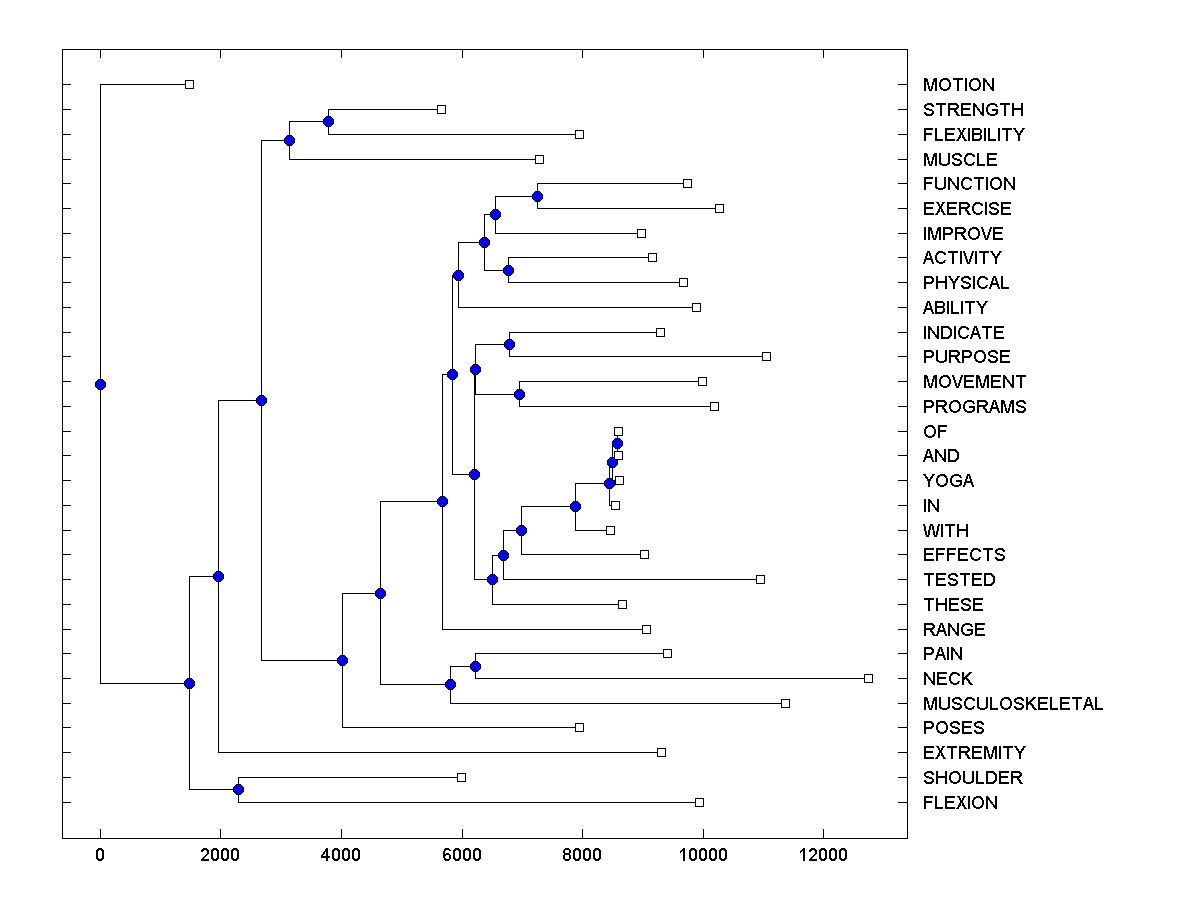 MOTION
STRENGTH
FLEXIBILITY
MUSCLE
FUNCTION
EXERCISE
IMPROVE
ACTIVITY
PHYSICAL
ABILITY
INDICATE
PURPOSE
MOVEMENT
PROGRAMS
OF
AND
YOGA
IN
WITH
EFFECTS
TESTED
THESE
RANGE
PAIN
NECK
MUSCULOSKELETAL
POSES
EXTREMITY
SHOULDER
FLEXION
0 2000 4000 6000 8000 10000 12000